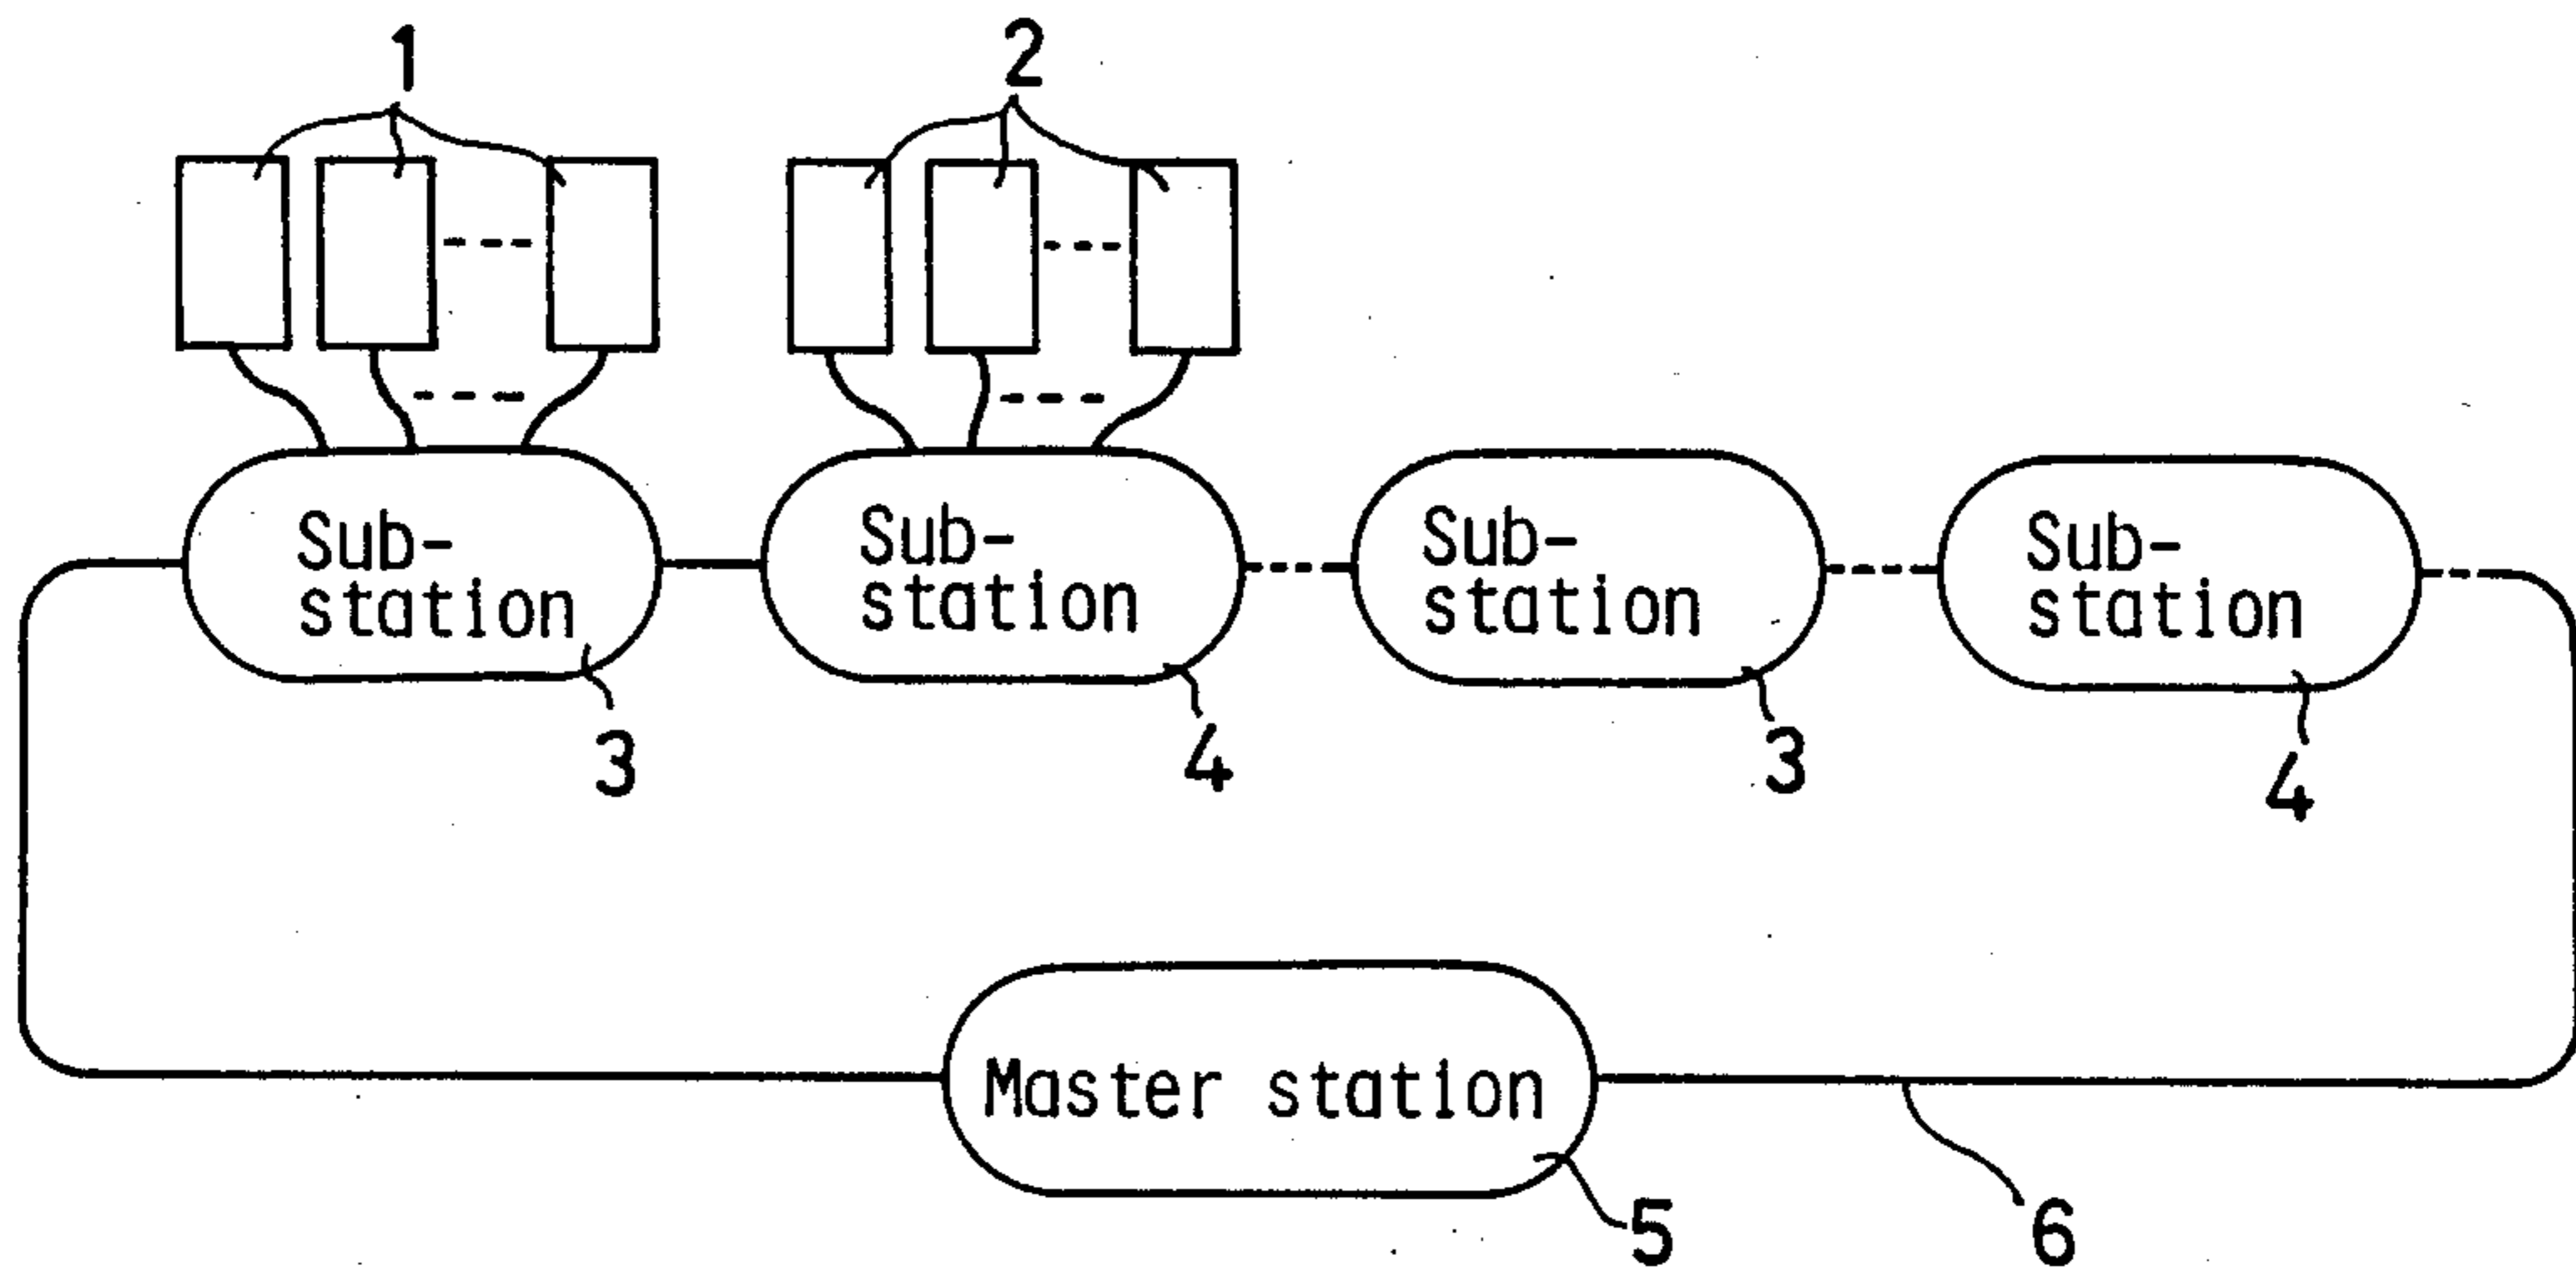 1
2
Sub-
station
Sub-
station
Sub-
station
Sub-
station
3
4
3
4
Master station
5
6